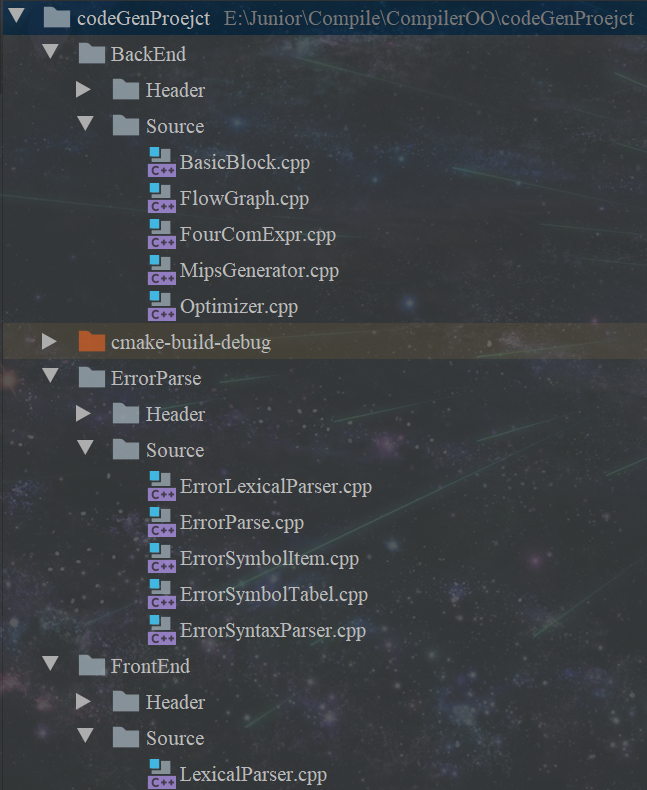 codeGenProejct E:\Junior\Compile\CompilerOO\codeGenProejct
BackEnd
Header
Source
C++ BasicBlock.cpp
C++ FlowGraph.cpp
C++ FourComExpr.cpp
C++ MipsGenerator.cpp
C++ Optimizer.cpp
cmake-build-debug
ErrorParse
Header
Source
C++ ErrorLexicalParser.cpp
C++ ErrorParse.cpp
C++ ErrorSymbolItem.cpp
C++ ErrorSymbolTabel.cpp
C++ ErrorSyntaxParser.cpp
FrontEnd
Header
Source
C++ LexicalParser.cpp